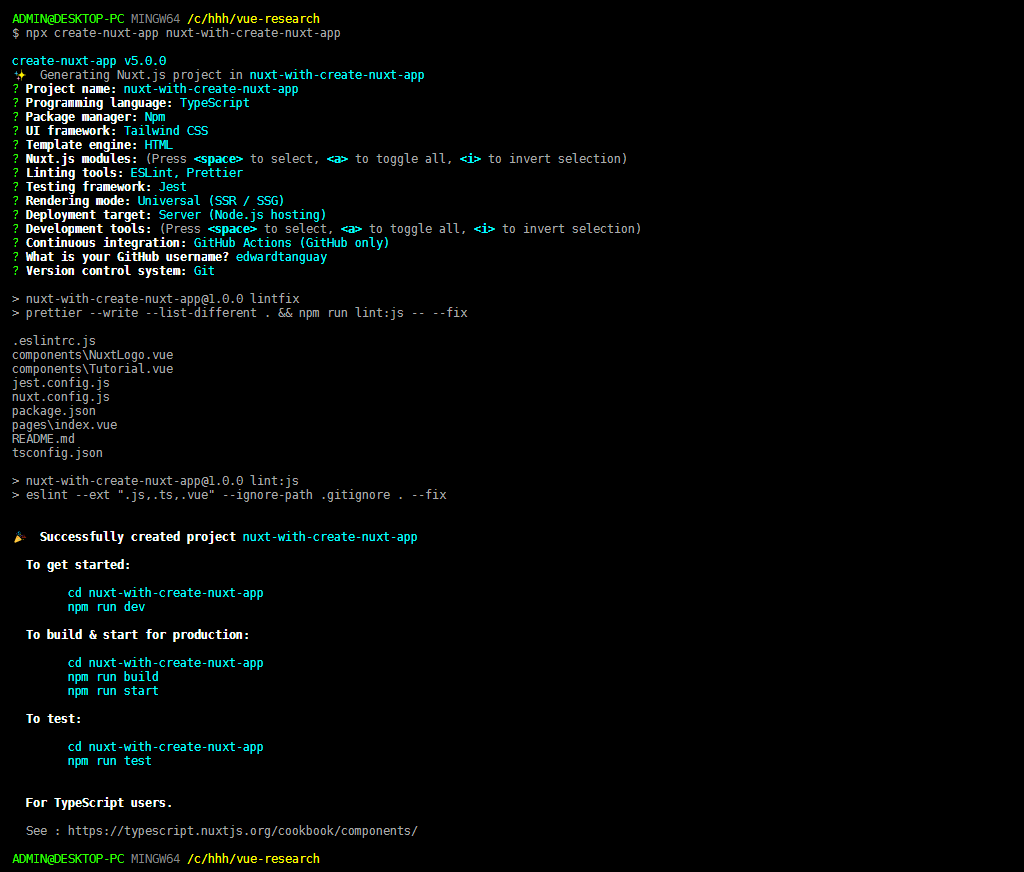 ADMIN@DESKTOP-PC MINGW64 /c/hhh/vue-research
$ npx create-nuxt-app nuxt-with-create-nuxt-app
create-nuxt-app v5.0.0
✨ Generating Nuxt.js project in nuxt-with-create-nuxt-app
? Project name: nuxt-with-create-nuxt-app
? Programming language: TypeScript
? Package manager: Npm
? UI framework: Tailwind CSS
? Template engine: HTML
? Nuxt.js modules: (Press <space> to select, <a> to toggle all, <i> to invert selection)
? Linting tools: ESLint, Prettier
? Testing framework: Jest
? Rendering mode: Universal (SSR / SSG)
? Deployment target: Server (Node.js hosting)
? Development tools: (Press <space> to select, <a> to toggle all, <i> to invert selection)
? Continuous integration: GitHub Actions (GitHub only)
? What is your GitHub username? edwardtanguay
? Version control system: Git
> nuxt-with-create-nuxt-app@1.0.0 lintfix
> prettier --write --list-different . && npm run lint:js -- --fix
.eslintrc.js
components\NuxtLogo.vue
components\Tutorial.vue
jest.config.js
nuxt.config.js
package.json
pages\index.vue
README.md
tsconfig.json
> nuxt-with-create-nuxt-app@1.0.0 lint:js
> eslint --ext ".js,.ts,.vue" --ignore-path .gitignore . --fix
🎉 Successfully created project nuxt-with-create-nuxt-app
To get started:
cd nuxt-with-create-nuxt-app
npm run dev
To build & start for production:
cd nuxt-with-create-nuxt-app
npm run build
npm run start
To test:
cd nuxt-with-create-nuxt-app
npm run test
For TypeScript users.
See : https://typescript.nuxtjs.org/cookbook/components/
ADMIN@DESKTOP-PC MINGW64 /c/hhh/vue-research